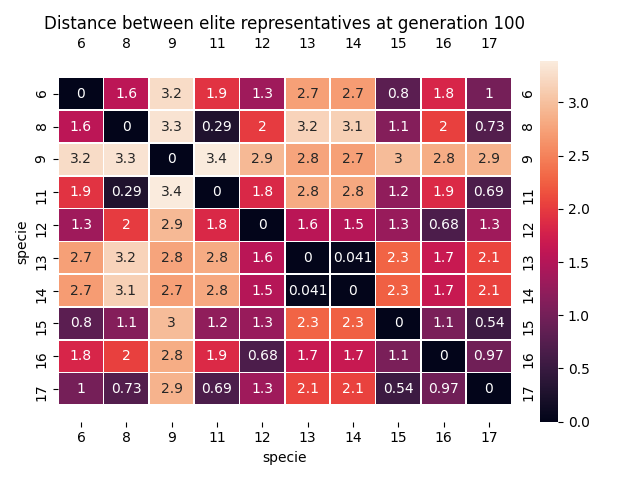 Distance between elite representatives at generation 100
6 8 9 11 12 13 14 15 16 17
6 0 1.6 3.2 1.9 1.3 2.7 2.7 0.8 1.8 1 6
8 1.6 0 3.3 0.29 2 3.2 3.1 1.1 2 0.73 8
9 3.2 3.3 0 3.4 2.9 2.8 2.7 3 2.8 2.9 9
11 1.9 0.29 3.4 0 1.8 2.8 2.8 1.2 1.9 0.69 11
12 1.3 2 2.9 1.8 0 1.6 1.5 1.3 0.68 1.3 12
13 2.7 3.2 2.8 2.8 1.6 0 0.041 2.3 1.7 2.1 13
14 2.7 3.1 2.7 2.8 1.5 0.041 0 2.3 1.7 2.1 14
15 0.8 1.1 3 1.2 1.3 2.3 2.3 0 1.1 0.54 15
16 1.8 2 2.8 1.9 0.68 1.7 1.7 1.1 0 0.97 16
17 1 0.73 2.9 0.69 1.3 2.1 2.1 0.54 0.97 0 17
6 8 9 11 12 13 14 15 16 17
specie
specie
3.0
2.5
2.0
1.5
1.0
0.5
0.0